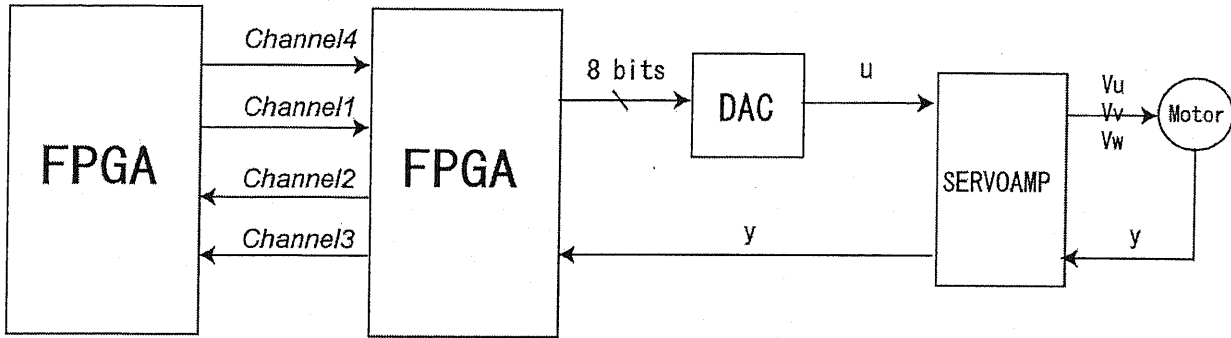 Channel4
Channel1
FPGA
Channel2
Channel3
FPGA
8 bits
DAC
u
SERVOAMP
Vu
Vv
Vw
Motor
y
y